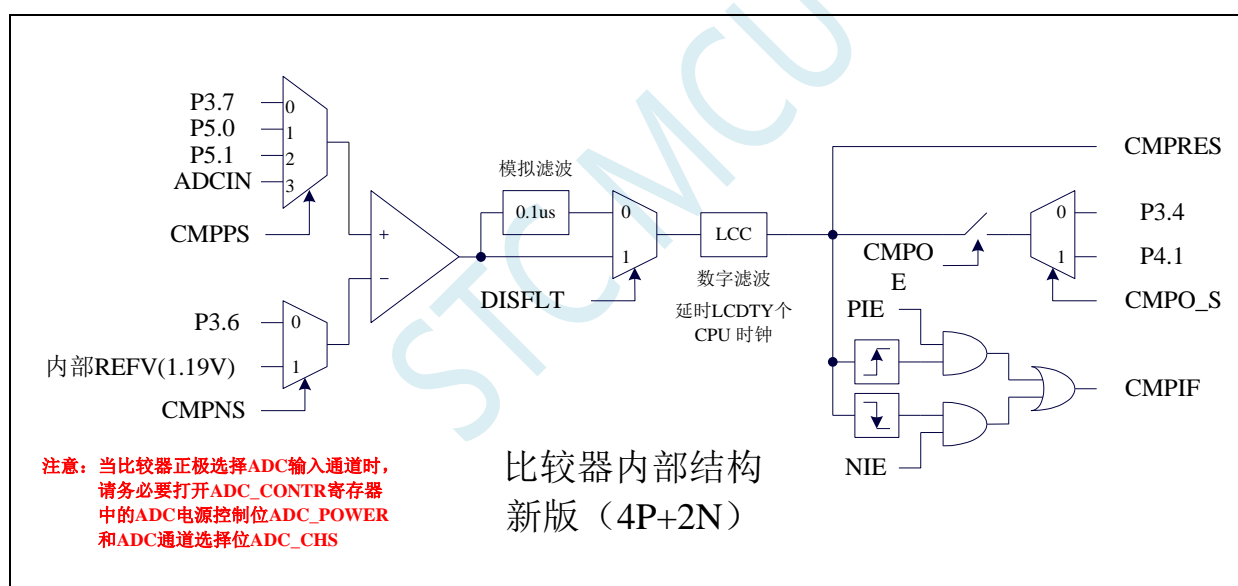 STC MCU
P3.7
P5.0
P5.1
ADCIN
0
1
2
3
CMPPS
+
−
P3.6
内部REFV(1.19V)
0
1
CMPNS
模拟滤波
0.1us
0
1
DISFLT
LCC
数字滤波
延时LCDTY个
CPU 时钟
CMPRES
CMPO
E
0
1
P3.4
P4.1
CMPO_S
PIE
NIE
CMPIF
注意：当比较器正极选择ADC输入通道时，
请务必要打开ADC_CONTR寄存器
中的ADC电源控制位ADC_POWER
和ADC通道选择位ADC_CHS
比较器内部结构
新版（4P+2N）